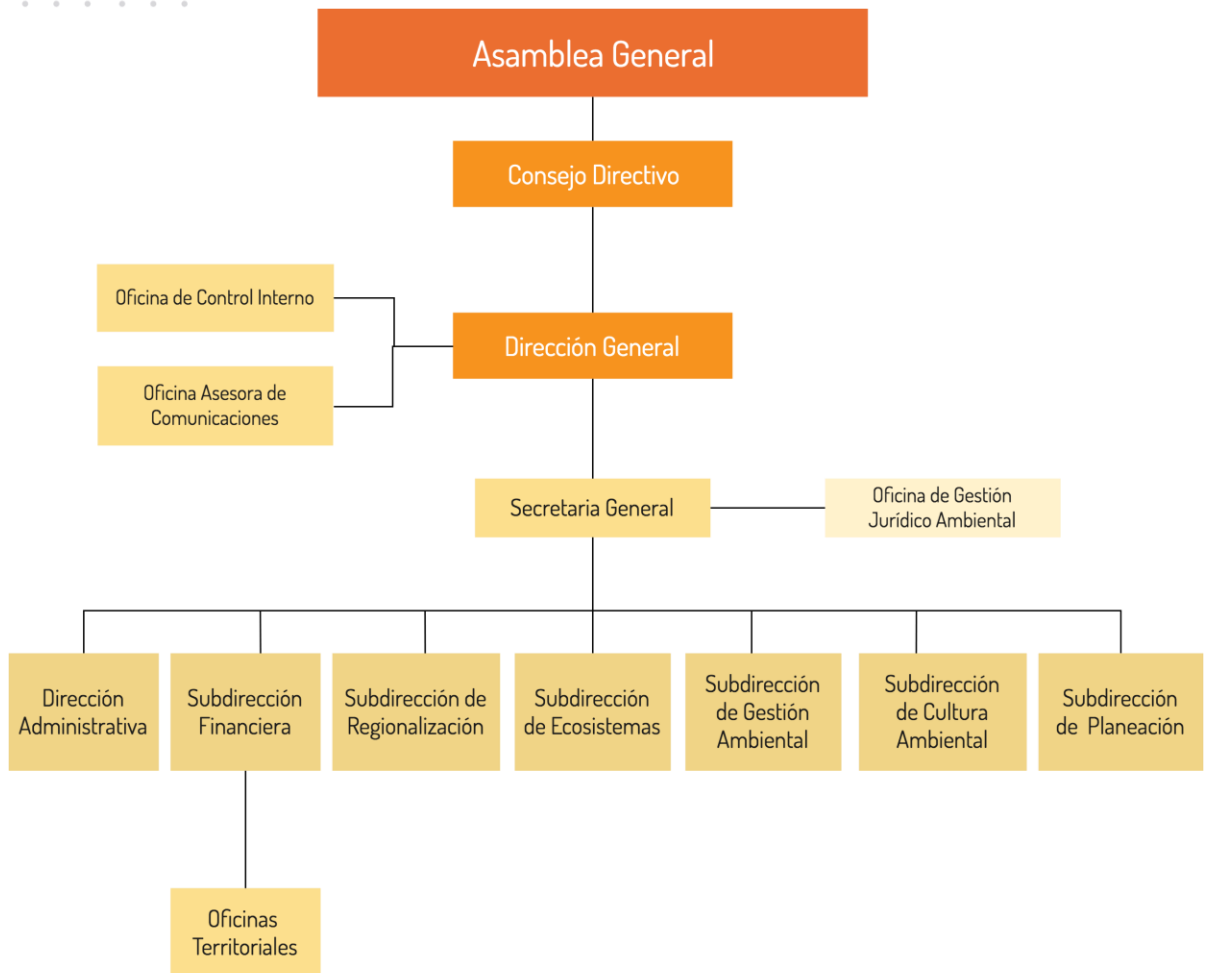 Asamblea General
Consejo Directivo
Oficina de Control Interno
Dirección General
Oficina Asesora de
Comunicaciones
Secretaria General
Oficina de Gestión
Jurídico Ambiental
Dirección
Administrativa
Subdirección
Financiera
Subdirección de
Regionalización
Subdirección
de Ecosistemas
Subdirección
de Gestión
Ambiental
Subdirección
de Cultura
Ambiental
Subdirección
de Planeación
Oficinas
Territoriales